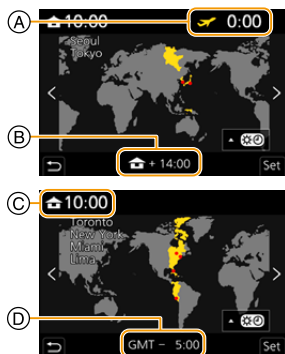 A
10:00
0:00
Seoul
Tokyo
B
+ 14:00
Set
C
10:00
Toronto
New York
Miami
Lima
D
GMT − 5:00
Set